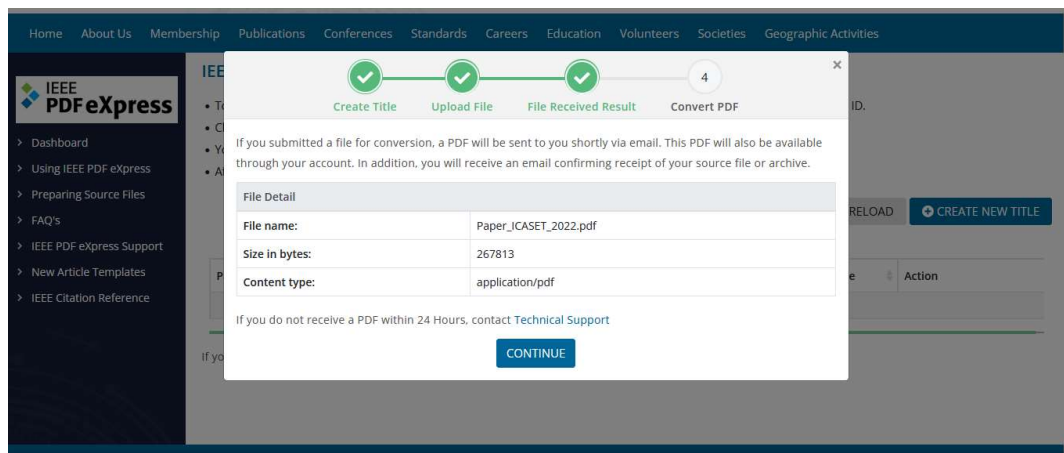 Home About Us Membership Publications Conferences Standards Careers Education Volunteers Societies Geographic Activities
IEEE
PDF eXpress
> Dashboard
> Using IEEE PDF eXpress
> Preparing Source Files
> FAQ's
> IEEE PDF eXpress Support
> New Article Templates
> IEEE Citation Reference
ID.
RELOAD
CREATE NEW TITLE
Action
If yo
×
4
Create Title Upload File File Received Result Convert PDF
If you submitted a file for conversion, a PDF will be sent to you shortly via email. This PDF will also be available
through your account. In addition, you will receive an email confirming receipt of your source file or archive.
File Detail
File name: Paper_ICASET_2022.pdf
Size in bytes: 267813
Content type: application/pdf
If you do not receive a PDF within 24 Hours, contact Technical Support
CONTINUE